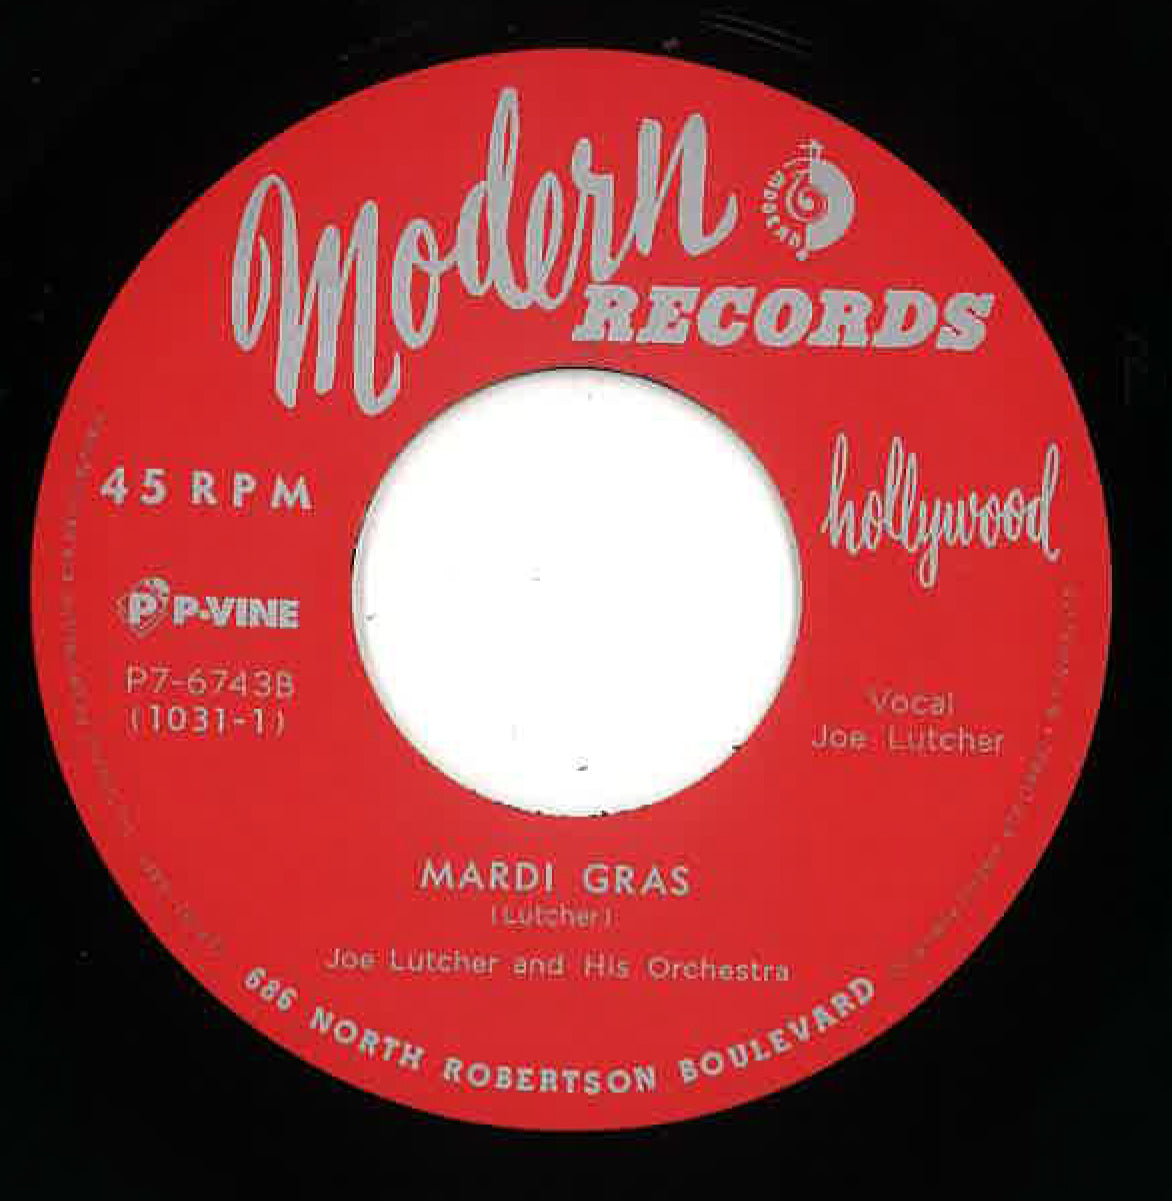 Modern
RECORDS
hollywood
45 RPM
P P-VINE
P7-6743B
(1031-1)
Vocal
Joe Lutcher
MARDI GRAS
(Lutcher)
Joe Lutcher and His Orchestra
686 NORTH ROBERTSON BOULEVARD